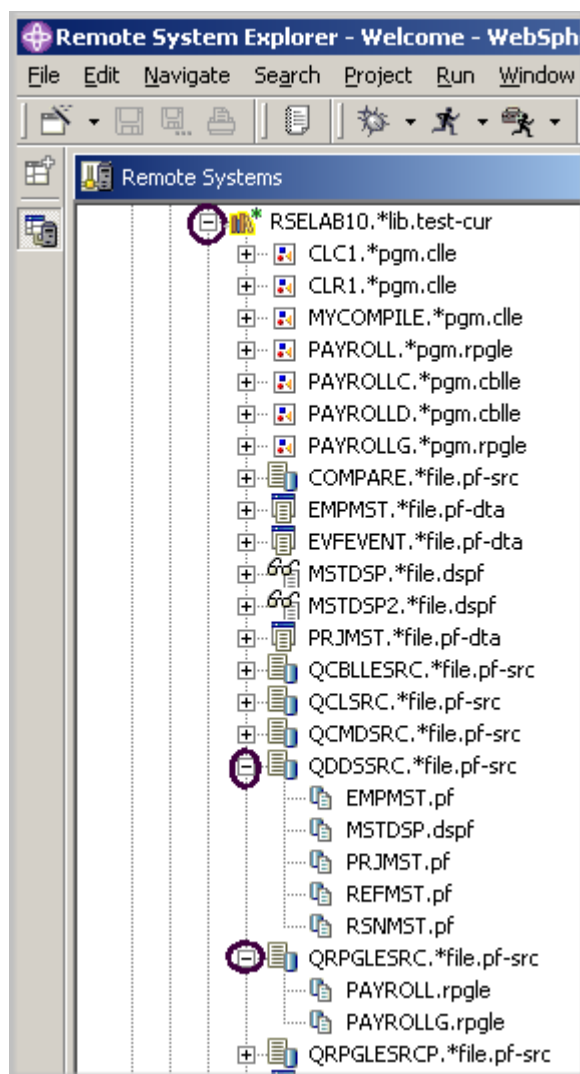 Remote System Explorer - Welcome - WebSph
File Edit Navigate Search Project Run Window
Remote Systems
RSELAB10.*lib.test-cur
CLC1.*pgm.clle
CLR1.*pgm.clle
MYCOMPILE.*pgm.clle
PAYROLL.*pgm.rpgle
PAYROLLC.*pgm.cblle
PAYROLLD.*pgm.cblle
PAYROLLG.*pgm.rpgle
COMPARE.*file.pf-src
EMPMST.*file.pf-dta
EVFEVENT.*file.pf-dta
MSTDSP.*file.dspf
MSTDSP2.*file.dspf
PRJMST.*file.pf-dta
QCBLLESRC.*file.pf-src
QCLSRC.*file.pf-src
QCMDSRC.*file.pf-src
QDDSSRC.*file.pf-src
EMPMST.pf
MSTDSP.dspf
PRJMST.pf
REFMST.pf
RSNMST.pf
QRPGLESRC.*file.pf-src
PAYROLL.rpgle
PAYROLLG.rpgle
QRPGLESRCP.*file.pf-src